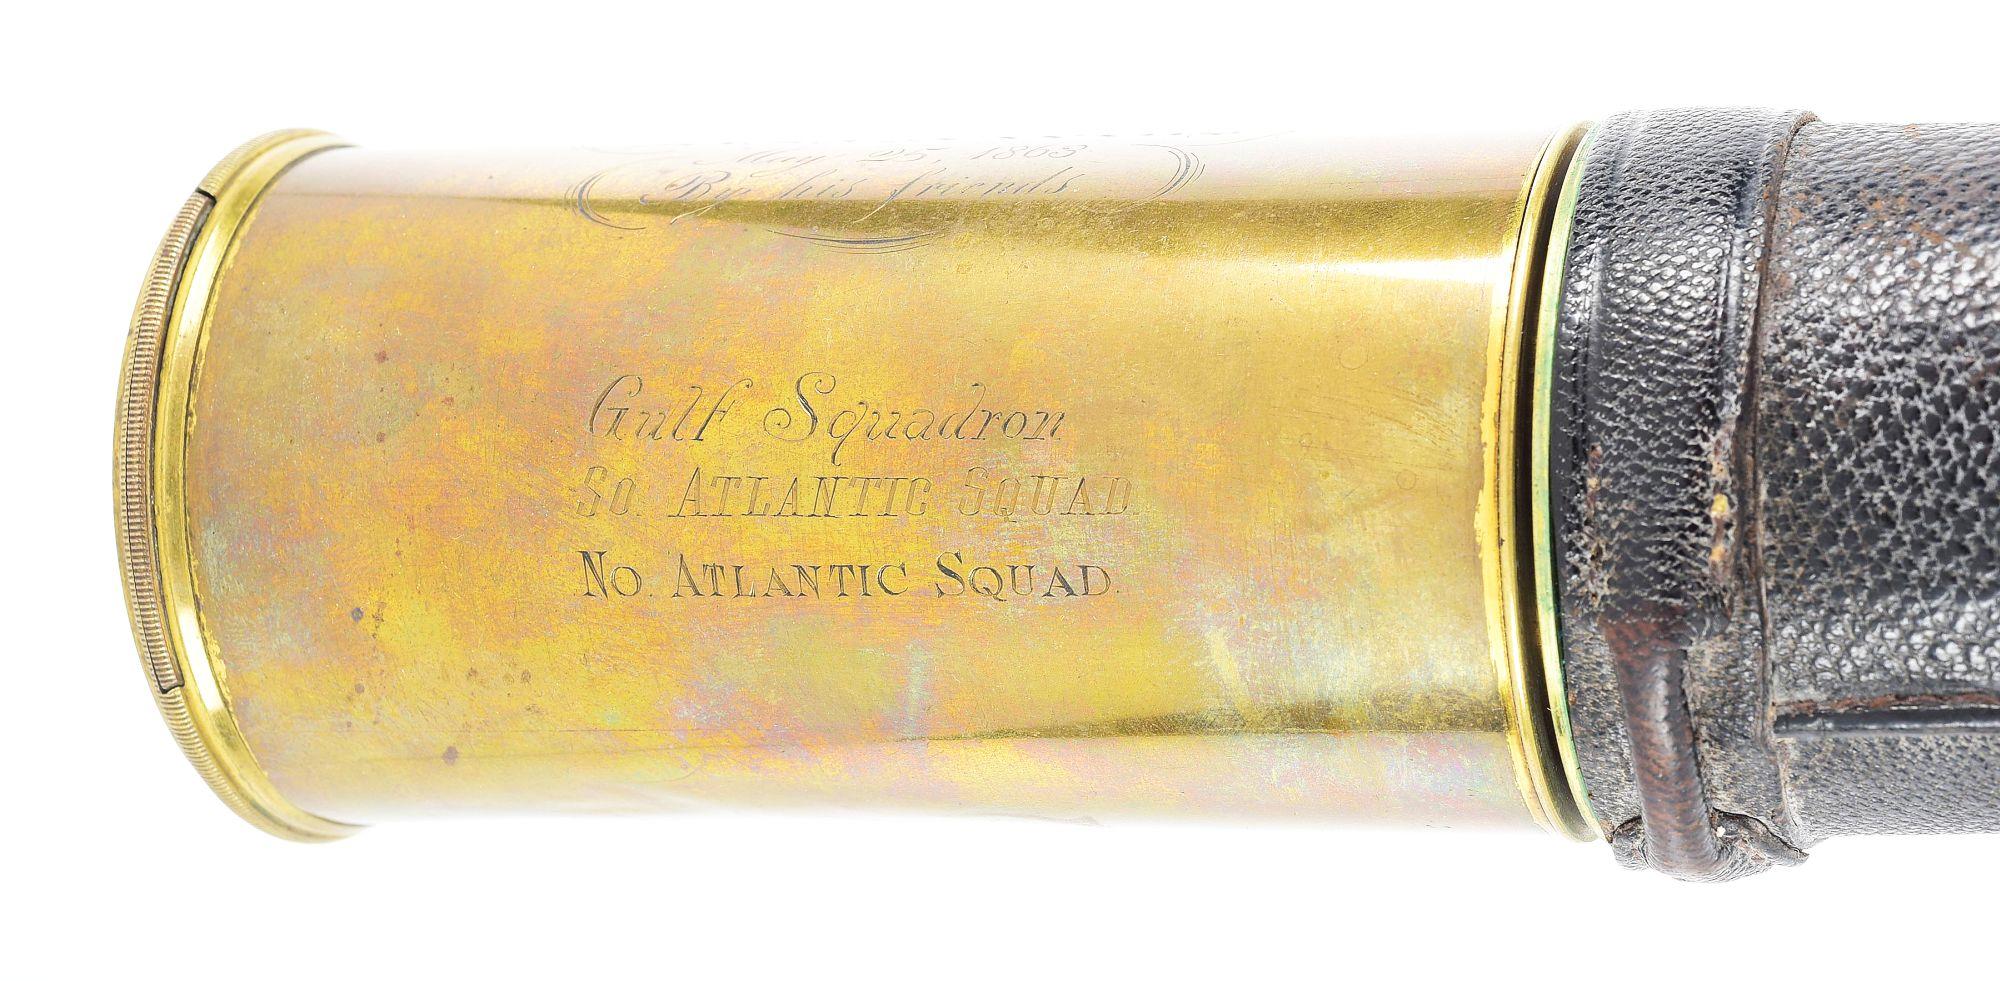 May 25, 1863.
By his friends
Gulf Squadron
So. ATLANTIC SQUAD.
NO. ATLANTIC SQUAD.